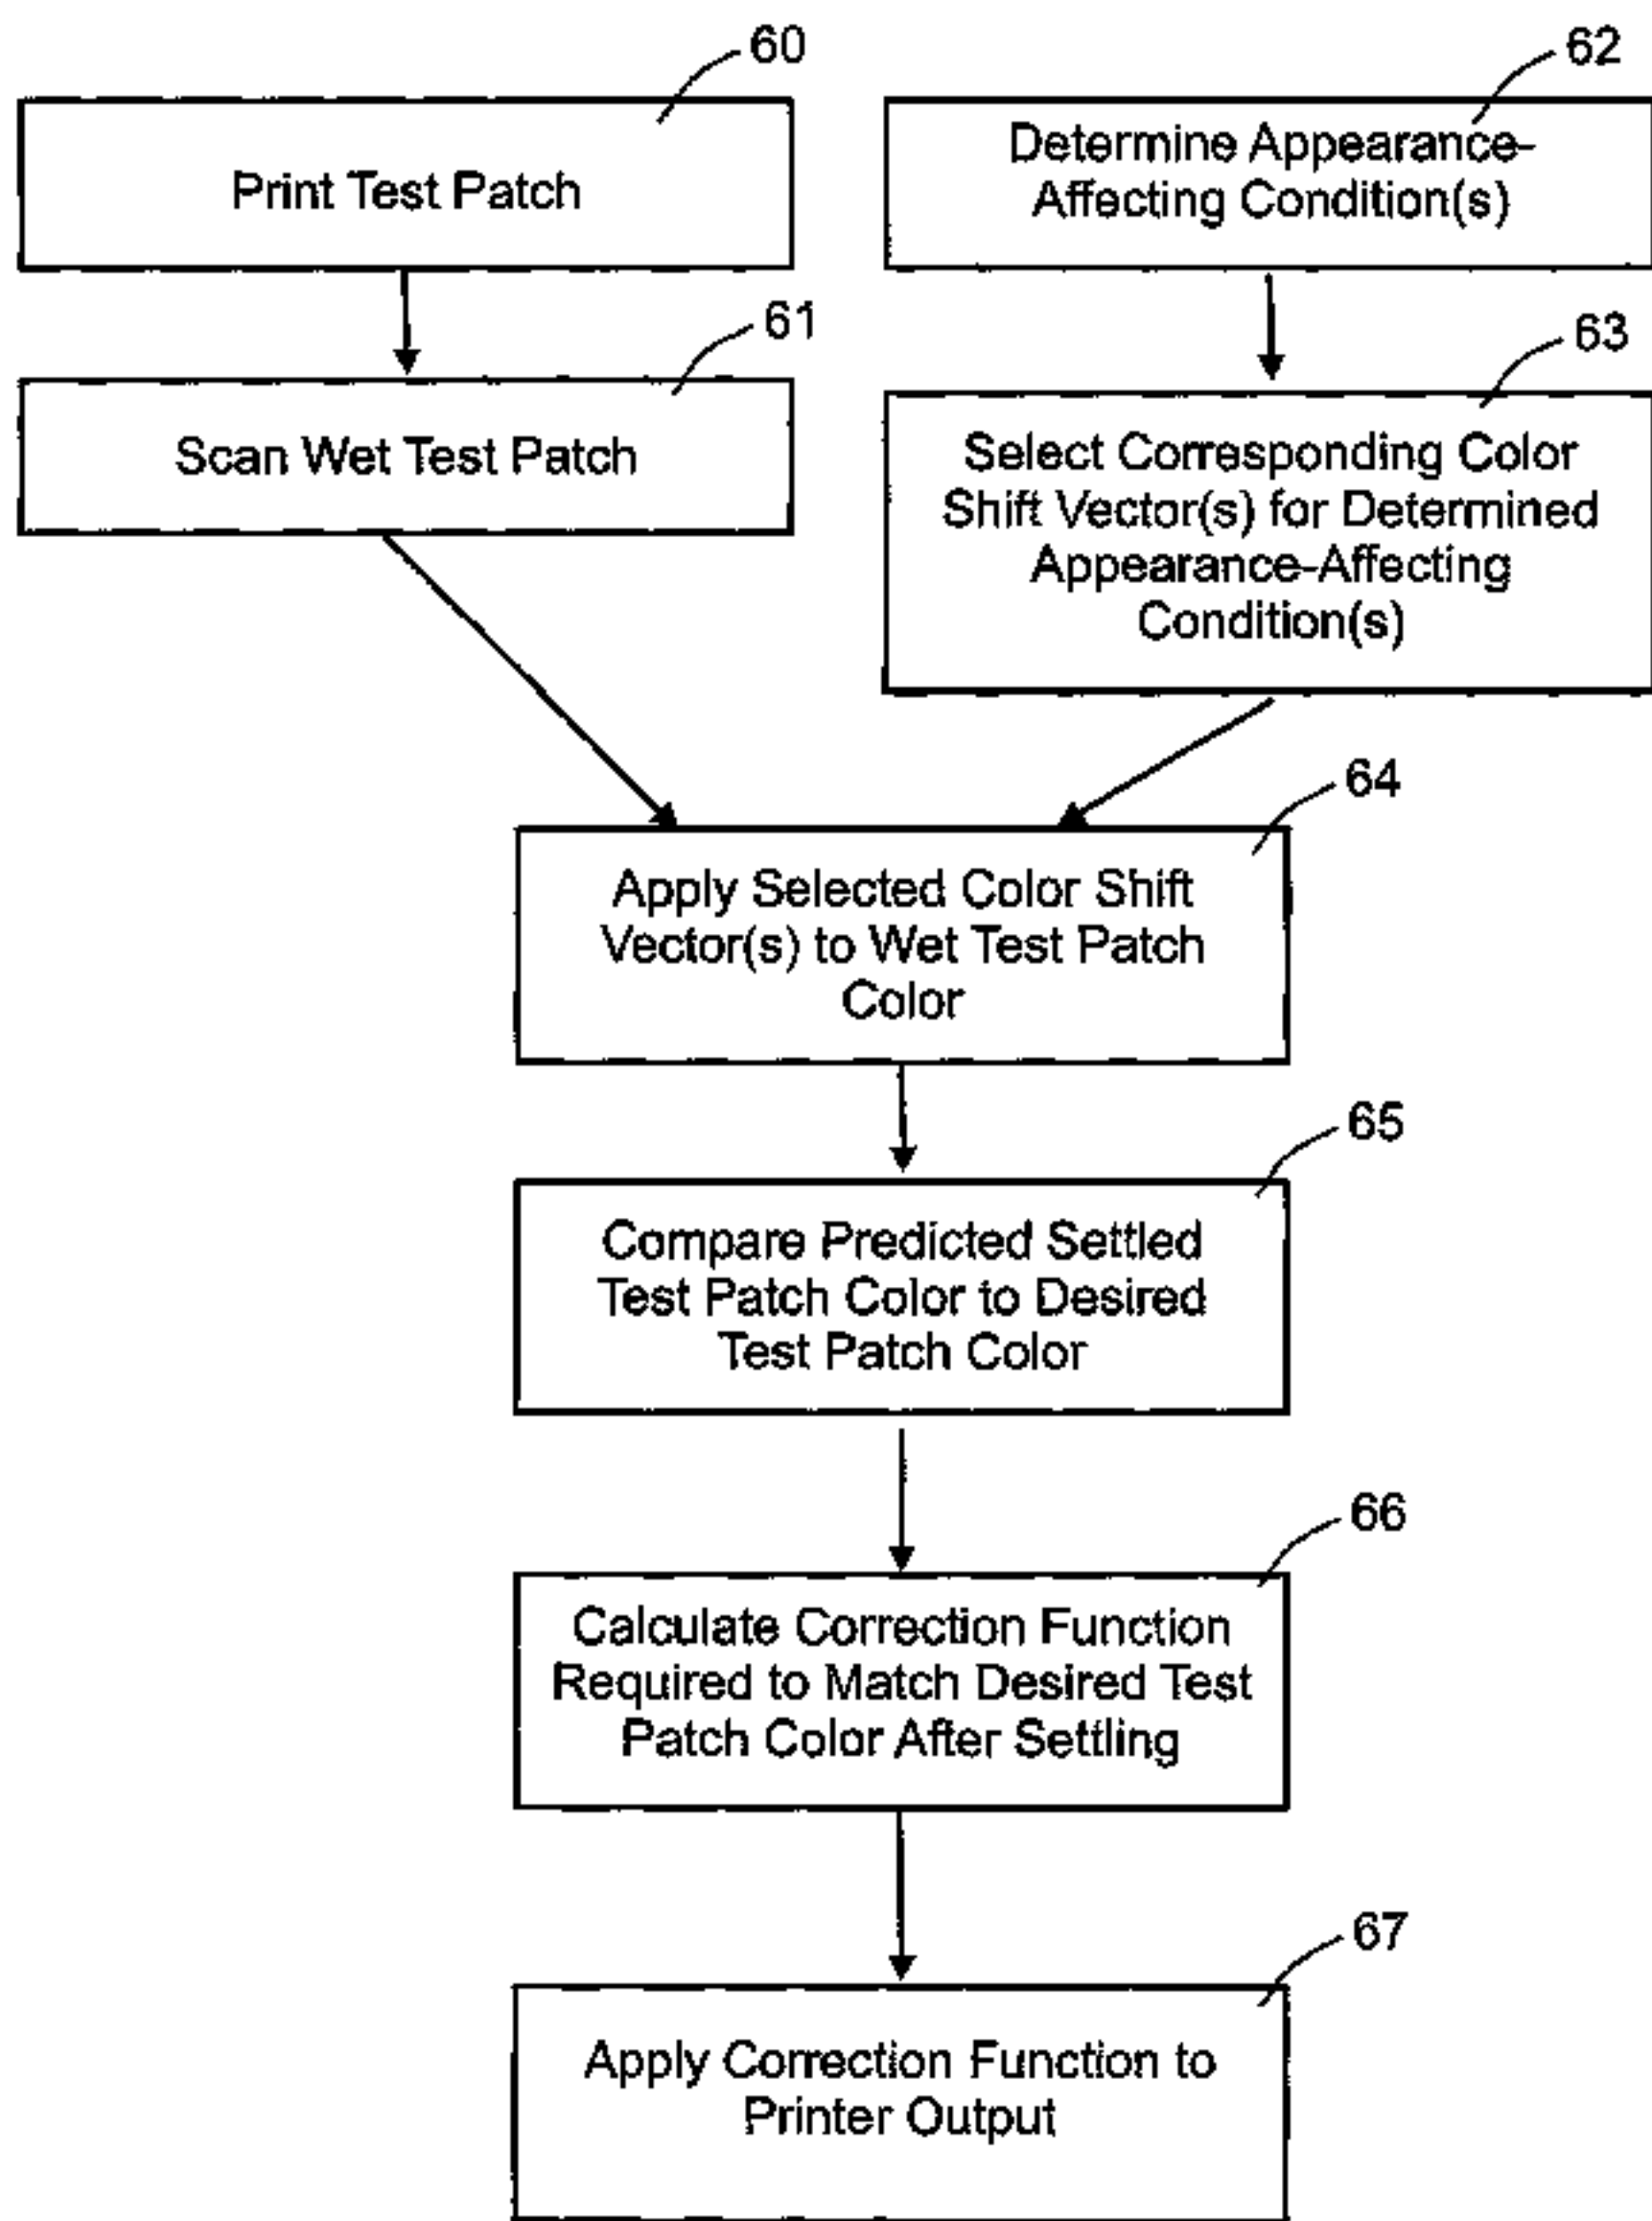 60
Print Test Patch
61
Scan Wet Test Patch
62
Determine Appearance-
Affecting Condition(s)
63
Select Corresponding Color
Shift Vector(s) for Determined
Appearance-Affecting
Condition(s)
64
Apply Selected Color Shift
Vector(s) to Wet Test Patch
Color
65
Compare Predicted Settled
Test Patch Color to Desired
Test Patch Color
66
Calculate Correction Function
Required to Match Desired Test
Patch Color After Settling
67
Apply Correction Function to
Printer Output